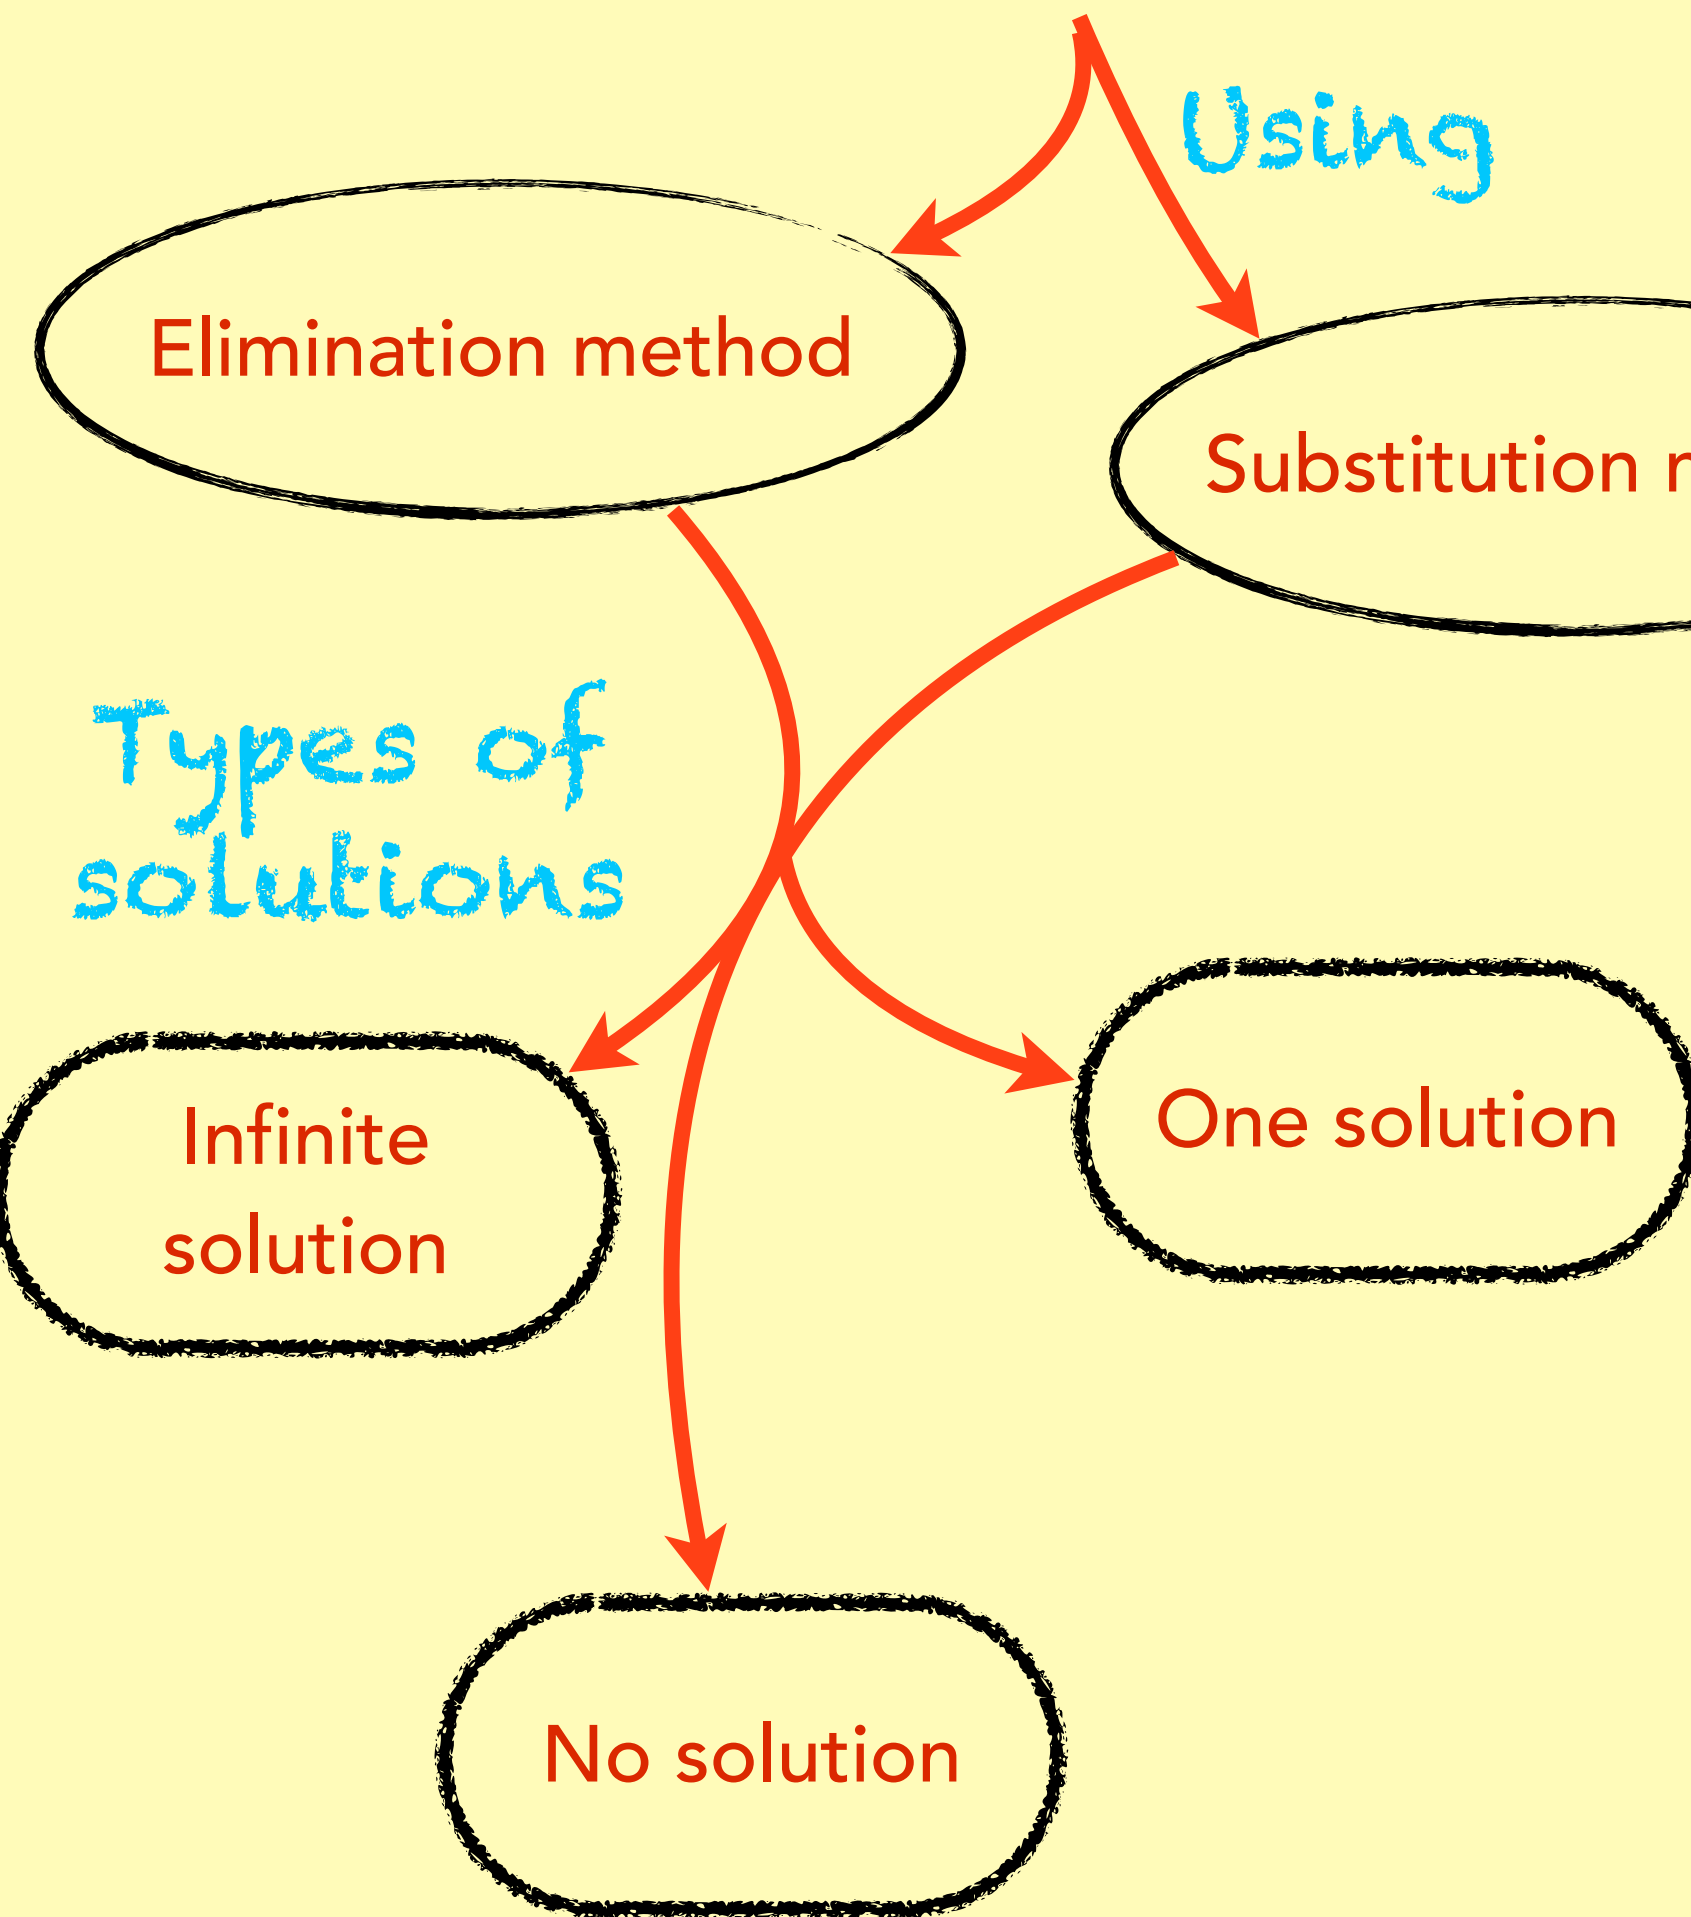 Using
Elimination method
Substitution
Types of
solutions
One solution
Infinite
solution
No solution